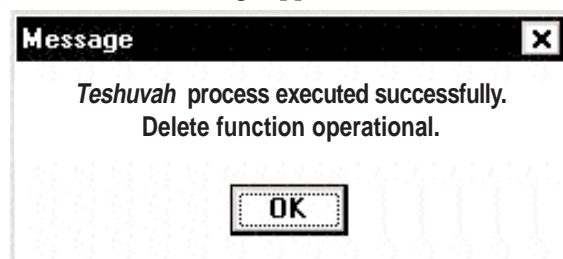 Message
Teshuvah process executed successfully.
Delete function operational.
OK